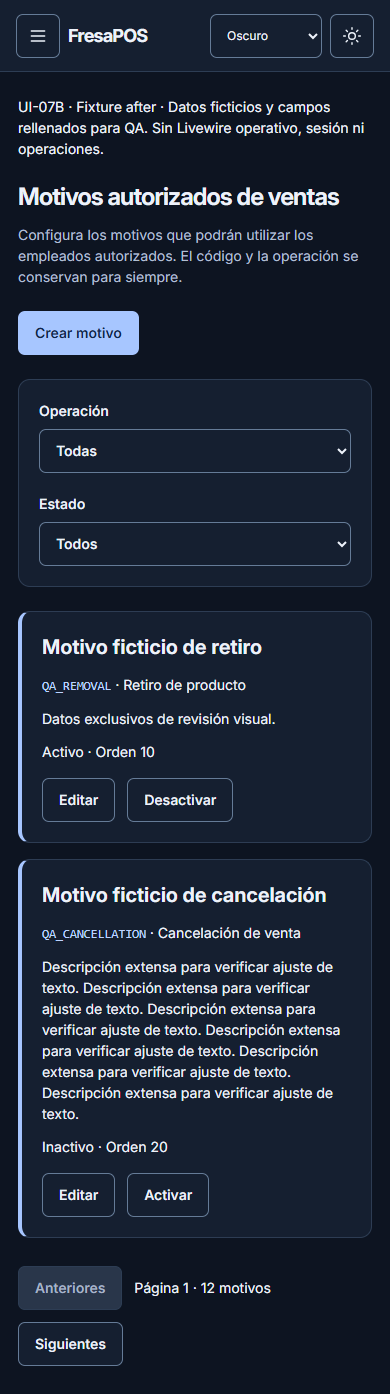 FresaPOS
Oscuro
UI-07B · Fixture after · Datos ficticios y campos
rellenados para QA. Sin Livewire operativo, sesión ni
operaciones.
Motivos autorizados de ventas
Configura los motivos que podrán utilizar los
empleados autorizados. El código y la operación se
conservan para siempre.
Crear motivo
Operación
Todas
Estado
Todos
Motivo ficticio de retiro
QA_REMOVAL · Retiro de producto
Datos exclusivos de revisión visual.
Activo · Orden 10
Editar
Desactivar
Motivo ficticio de cancelación
QA_CANCELLATION · Cancelación de venta
Descripción extensa para verificar ajuste de
texto. Descripción extensa para verificar
ajuste de texto. Descripción extensa para
verificar ajuste de texto. Descripción extensa
para verificar ajuste de texto. Descripción
extensa para verificar ajuste de texto.
Descripción extensa para verificar ajuste de
texto.
Inactivo · Orden 20
Editar
Activar
Anteriores
Página 1 · 12 motivos
Siguientes